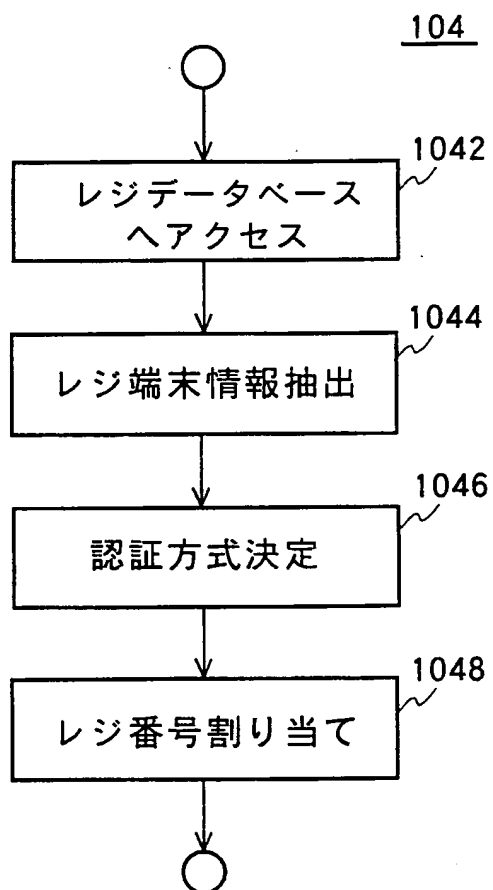 104
1042
レジデータベース
へアクセス
1044
レジ端末情報抽出
1046
認証方式決定
1048
レジ番号割り当て